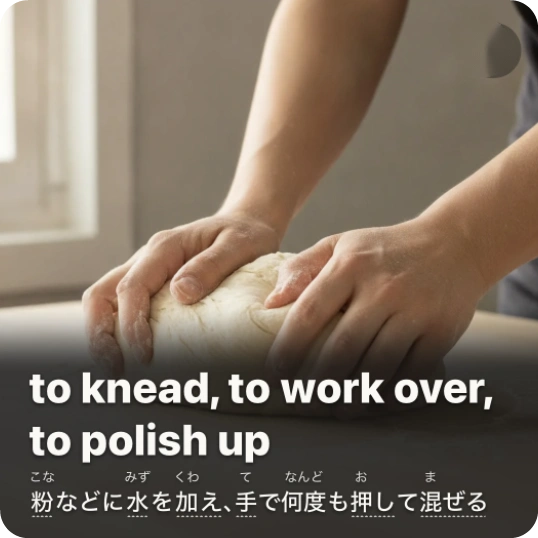 to knead, to work over,
to polish up
こな みず くわ て なんど お ま
粉などに水を加え、手で何度も押して混ぜる